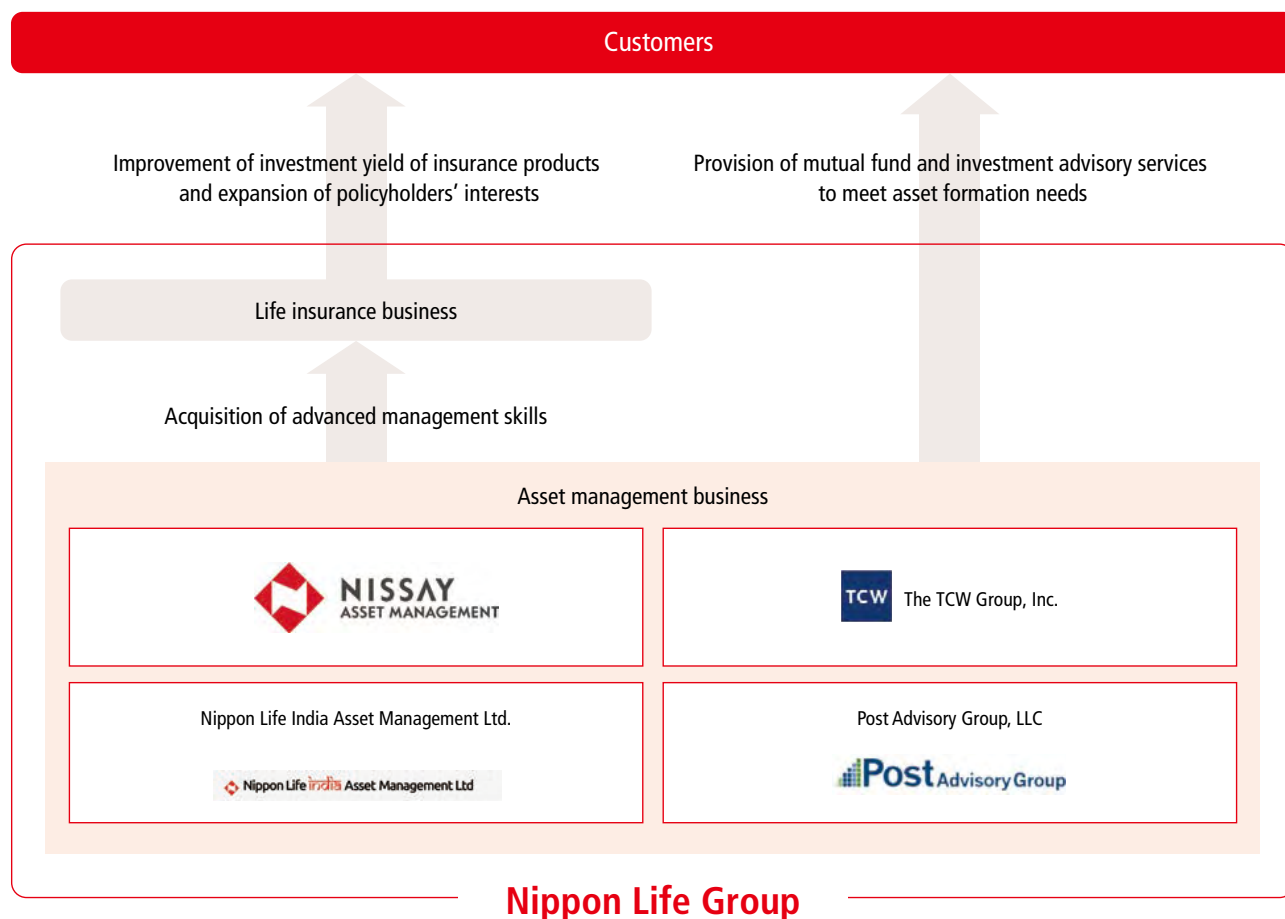 Customers
Improvement of investment yield of insurance products
and expansion of policyholders’ interests
Provision of mutual fund and investment advisory services
to meet asset formation needs
Life insurance business
Acquisition of advanced management skills
Asset management business
NISSAY
ASSET MANAGEMENT
TCW
The TCW Group, Inc.
Nippon Life India Asset Management Ltd.
Nippon Life india Asset Management Ltd
Post Advisory Group, LLC
Post Advisory Group
Nippon Life Group